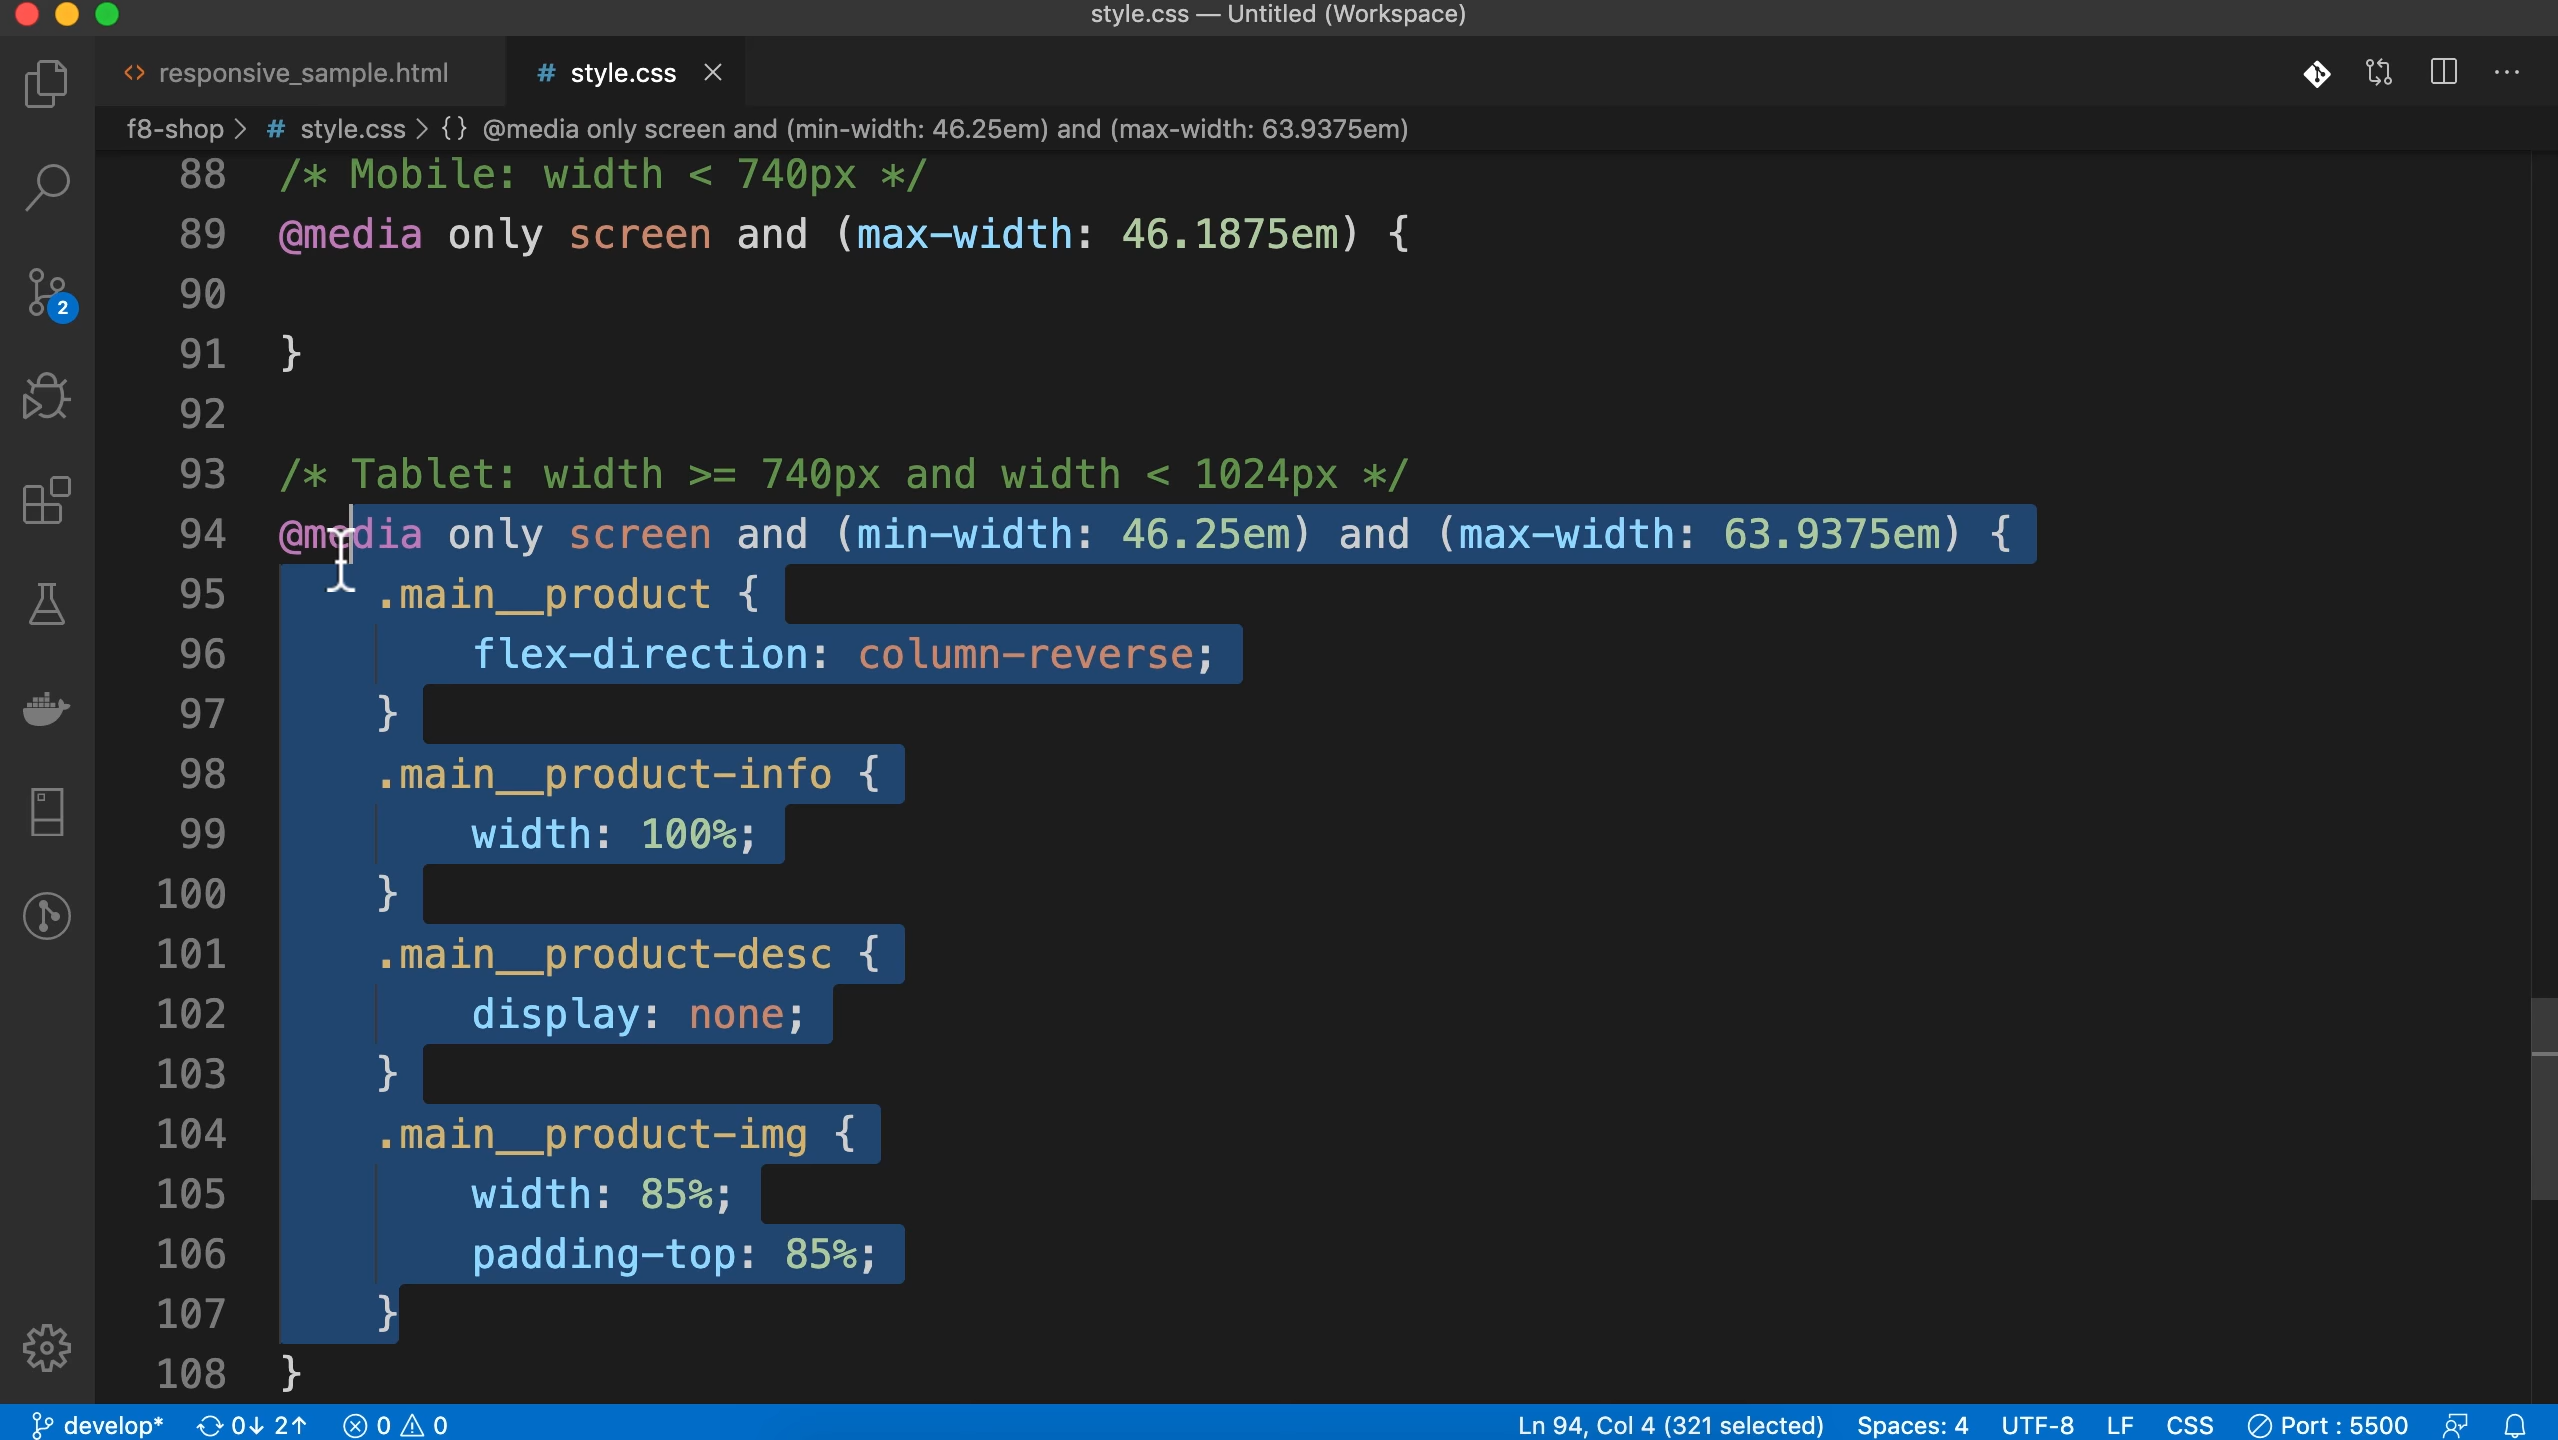 style.css — Untitled (Workspace)
<> responsive_sample.html
# style.css ×
f8-shop > # style.css > {} @media only screen and (min-width: 46.25em) and (max-width: 63.9375em)
88 /* Mobile: width < 740px */
89 @media only screen and (max-width: 46.1875em) {
90
91 }
92
93 /* Tablet: width >= 740px and width < 1024px */
94 @media only screen and (min-width: 46.25em) and (max-width: 63.9375em) {
95 .main__product {
96 flex-direction: column-reverse;
97 }
98 .main__product-info {
99 width: 100%;
100 }
101 .main__product-desc {
102 display: none;
103 }
104 .main__product-img {
105 width: 85%;
106 padding-top: 85%;
107 }
108 }
2
develop* 0↓ 2↑ 0 0 Ln 94, Col 4 (321 selected) Spaces: 4 UTF-8 LF CSS Port : 5500